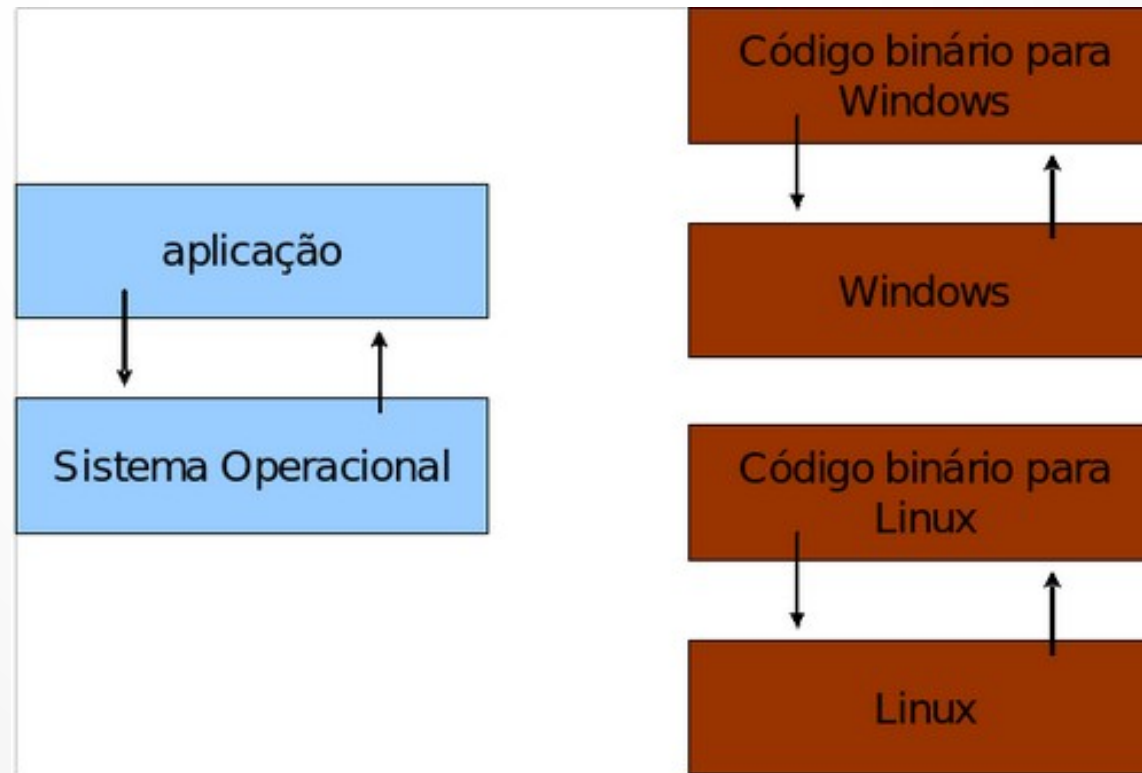 aplicação
Sistema Operacional
Código binário para
Windows
Windows
Código binário para
Linux
Linux